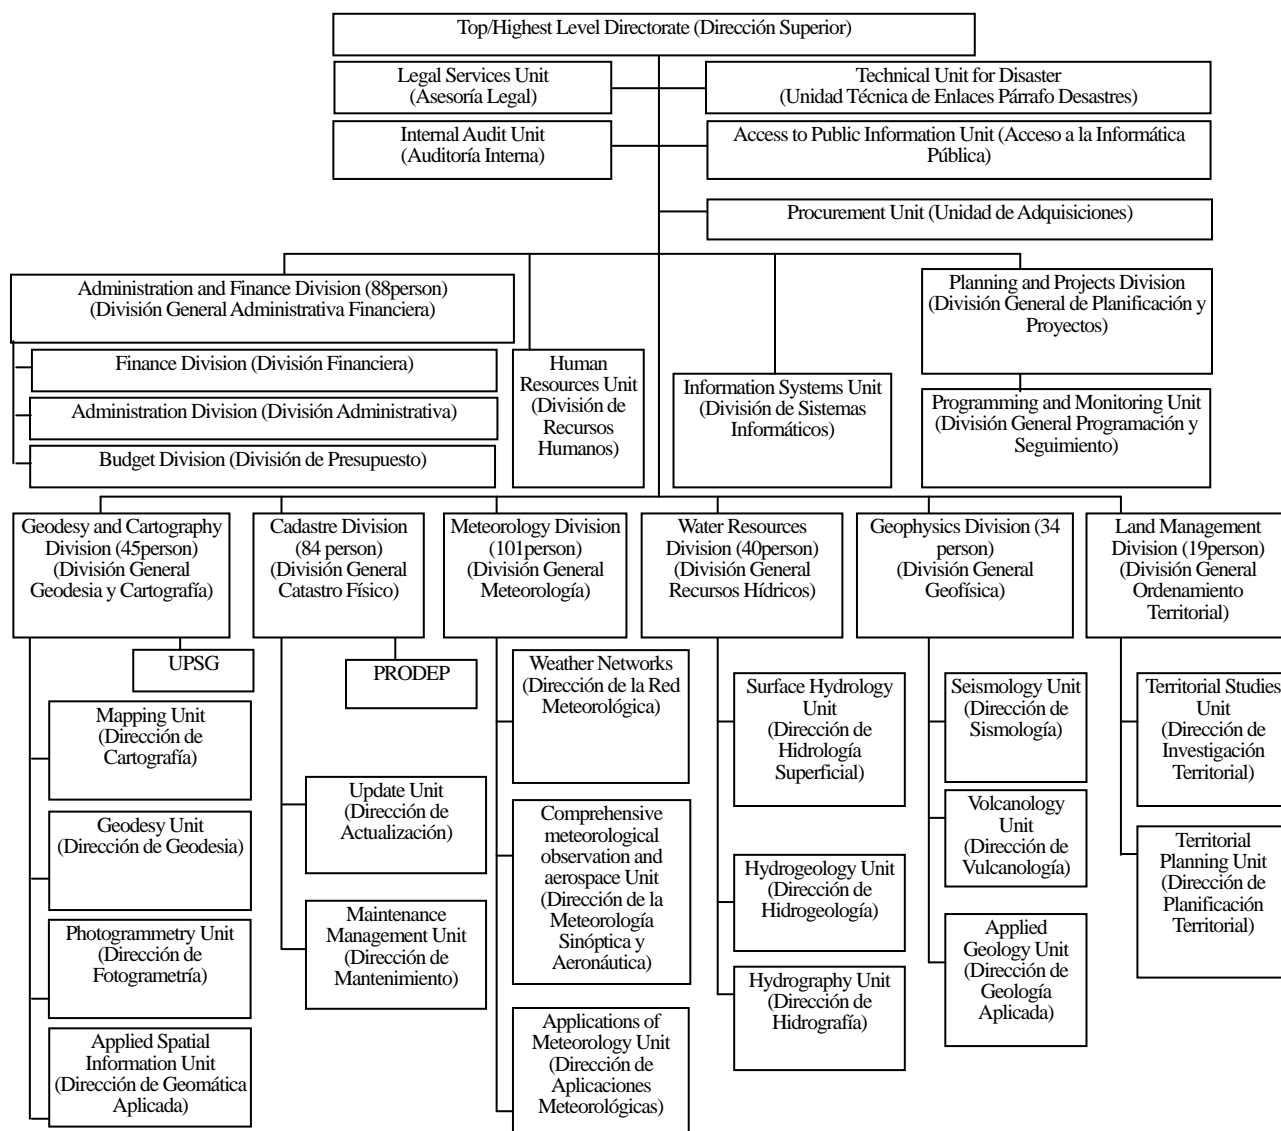 Top/Highest Level Directorate (Dirección Superior)
Legal Services Unit
(Asesoría Legal)
Technical Unit for Disaster
(Unidad Técnica de Enlaces Párrafo Desastres)
Internal Audit Unit
(Auditoría Interna)
Access to Public Information Unit (Acceso a la Informática
Pública)
Procurement Unit (Unidad de Adquisiciones)
Administration and Finance Division (88person)
(División General Administrativa Financiera)
Finance Division (División Financiera)
Administration Division (División Administrativa)
Budget Division (División de Presupuesto)
Human
Resources Unit
(División de
Recursos
Humanos)
Information Systems Unit
(División de Sistemas
Informáticos)
Planning and Projects Division
(División General de Planificación y
Proyectos)
Programming and Monitoring Unit
(División General Programación y
Seguimiento)
Geodesy and Cartography
Division (45person)
(División General
Geodesia y Cartografía)
UPSG
Mapping Unit
(Dirección de
Cartografía)
Geodesy Unit
(Dirección de Geodesia)
Photogrammetry Unit
(Dirección de
Fotogrametría)
Applied Spatial
Information Unit
(Dirección de Geomática
Aplicada)
Cadastre Division
(84 person)
(División General
Catastro Físico)
PRODEP
Update Unit
(Dirección de
Actualización)
Maintenance
Management Unit
(Dirección de
Mantenimiento)
Meteorology Division
(101person)
(División General
Meteorología)
Weather Networks
(Dirección de la Red
Meteorológica)
Comprehensive
meteorological
observation and
aerospace Unit
(Dirección de la
Meteorología
Sinóptica y
Aeronáutica)
Applications of
Meteorology Unit
(Dirección de
Aplicaciones
Meteorológicas)
Water Resources
Division (40person)
(División General
Recursos Hídricos)
Surface Hydrology
Unit
(Dirección de
Hidrología
Superficial)
Hydrogeology Unit
(Dirección de
Hidrogeología)
Hydrography Unit
(Dirección de
Hidrografía)
Geophysics Division (34
person)
(División General
Geofísica)
Seismology Unit
(Dirección de
Sismología)
Volcanology
Unit
(Dirección de
Vulcanología)
Applied
Geology Unit
(Dirección de
Geología
Aplicada)
Land Management
Division (19person)
(División General
Ordenamiento
Territorial)
Territorial Studies
Unit
(Dirección de
Investigación
Territorial)
Territorial
Planning Unit
(Dirección de
Planificación
Territorial)